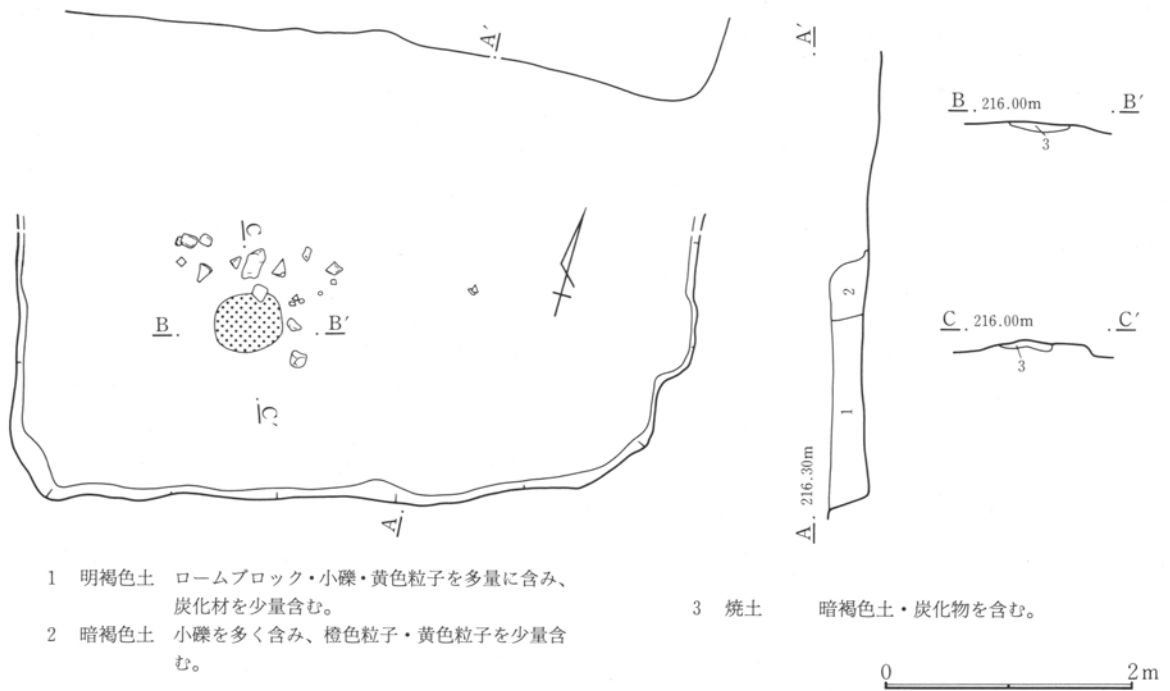 A′
C
B. .B′
C′
A
A′
2
1
A. 216.30m
B. 216.00m .B′
3
C. 216.00m .C′
3
1 明褐色土 ロームブロック・小礫・黄色粒子を多量に含み、
炭化材を少量含む。
2 暗褐色土 小礫を多く含み、橙色粒子・黄色粒子を少量含
む。
3 焼土 暗褐色土・炭化物を含む。
0 2m